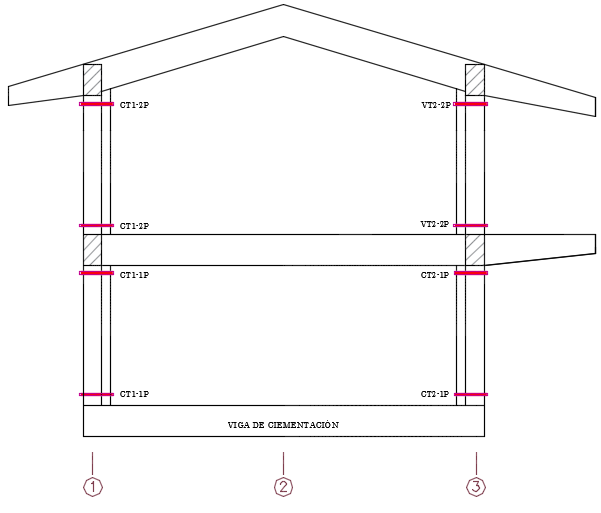 CT1-2P VT2-2P
CT1-2P VT2-2P
CT1-1P CT2-1P
CT1-1P CT2-1P
VIGA DE CIEMENTACIÓN
1 2 3